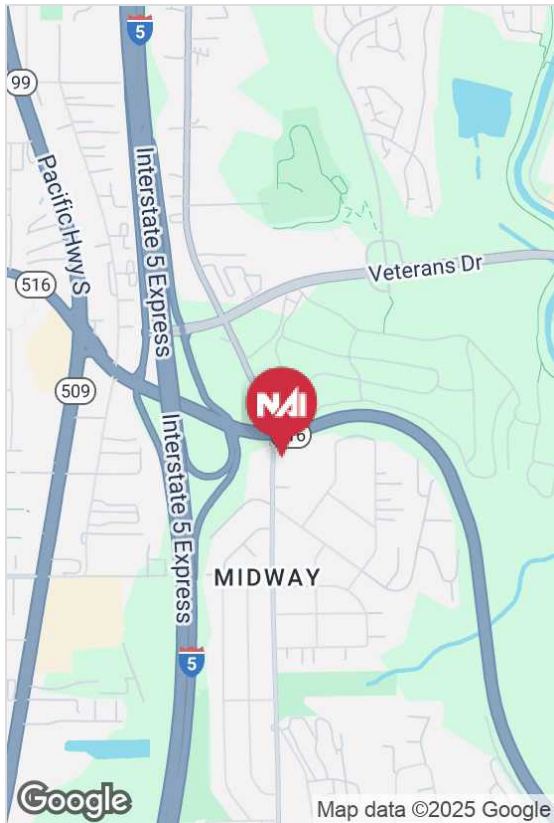 5
99
Pacific Hwy S
Interstate 5 Express
Veterans Dr
516
509
NAI
16
Interstate 5 Express
MIDWAY
5
Google
Map data ©2025 Google